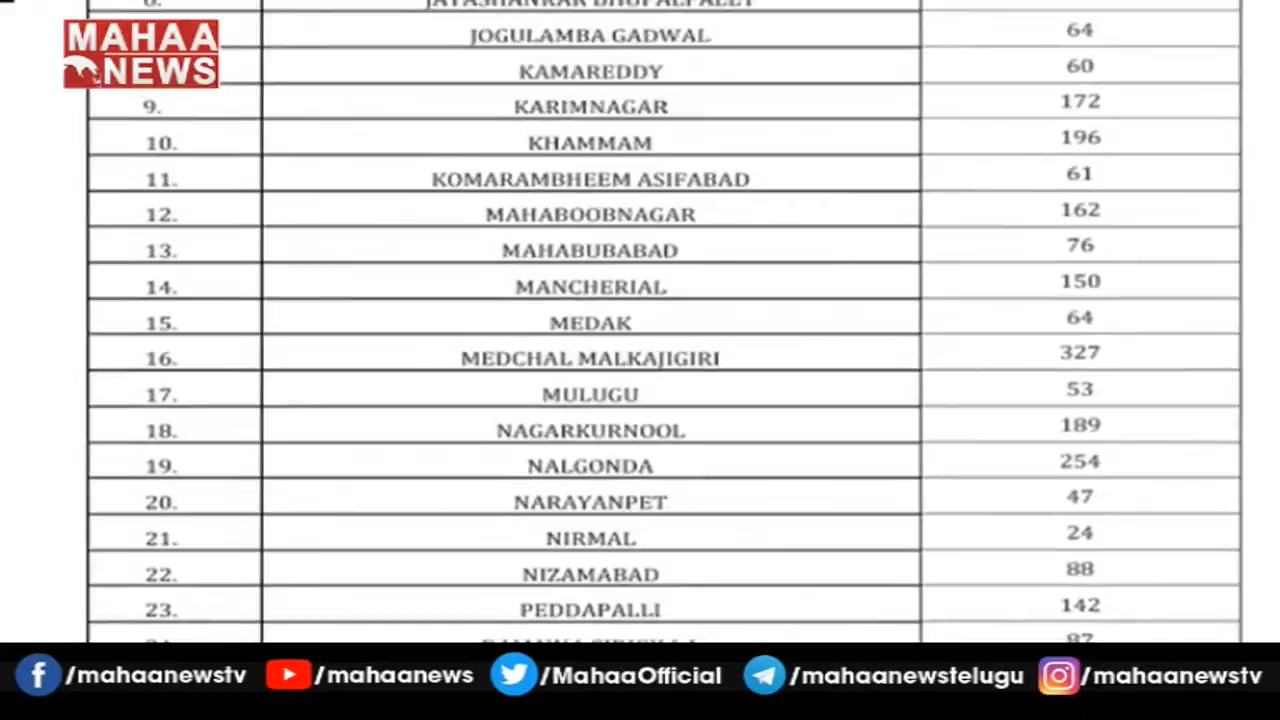 MAHAA
NEWS
JOGULAMBA GADWAL 64
KAMAREDDY 60
9. KARIMNAGAR 172
10. KHAMMAM 196
11. KOMARAMBHEEM ASIFABAD 61
12. MAHABOOBNAGAR 162
13. MAHABUBABAD 76
14. MANCHERIAL 150
15. MEDAK 64
16. MEDCHAL MALKAJIGIRI 327
17. MULUGU 53
18. NAGARKURNOOL 189
19. NALGONDA 254
20. NARAYANPET 47
21. NIRMAL 24
22. NIZAMABAD 88
23. PEDDAPALLI 142
87
/mahaanewstv /mahaanews /MahaaOfficial /mahaanewstelugu /mahaanewstv